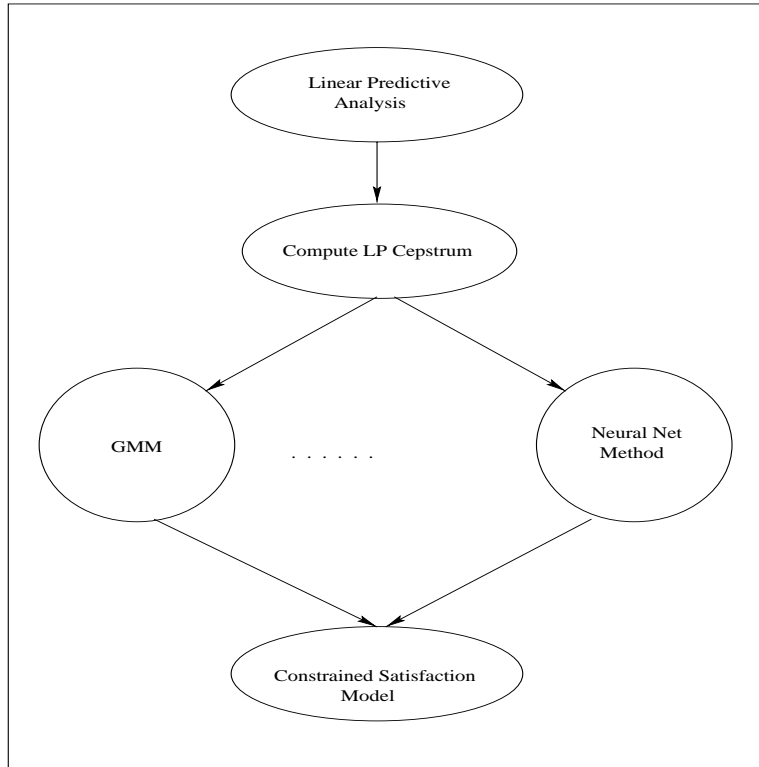 Linear Predictive
Analysis
Compute LP Cepstrum
GMM
. . . . . .
Neural Net
Method
Constrained Satisfaction
Model